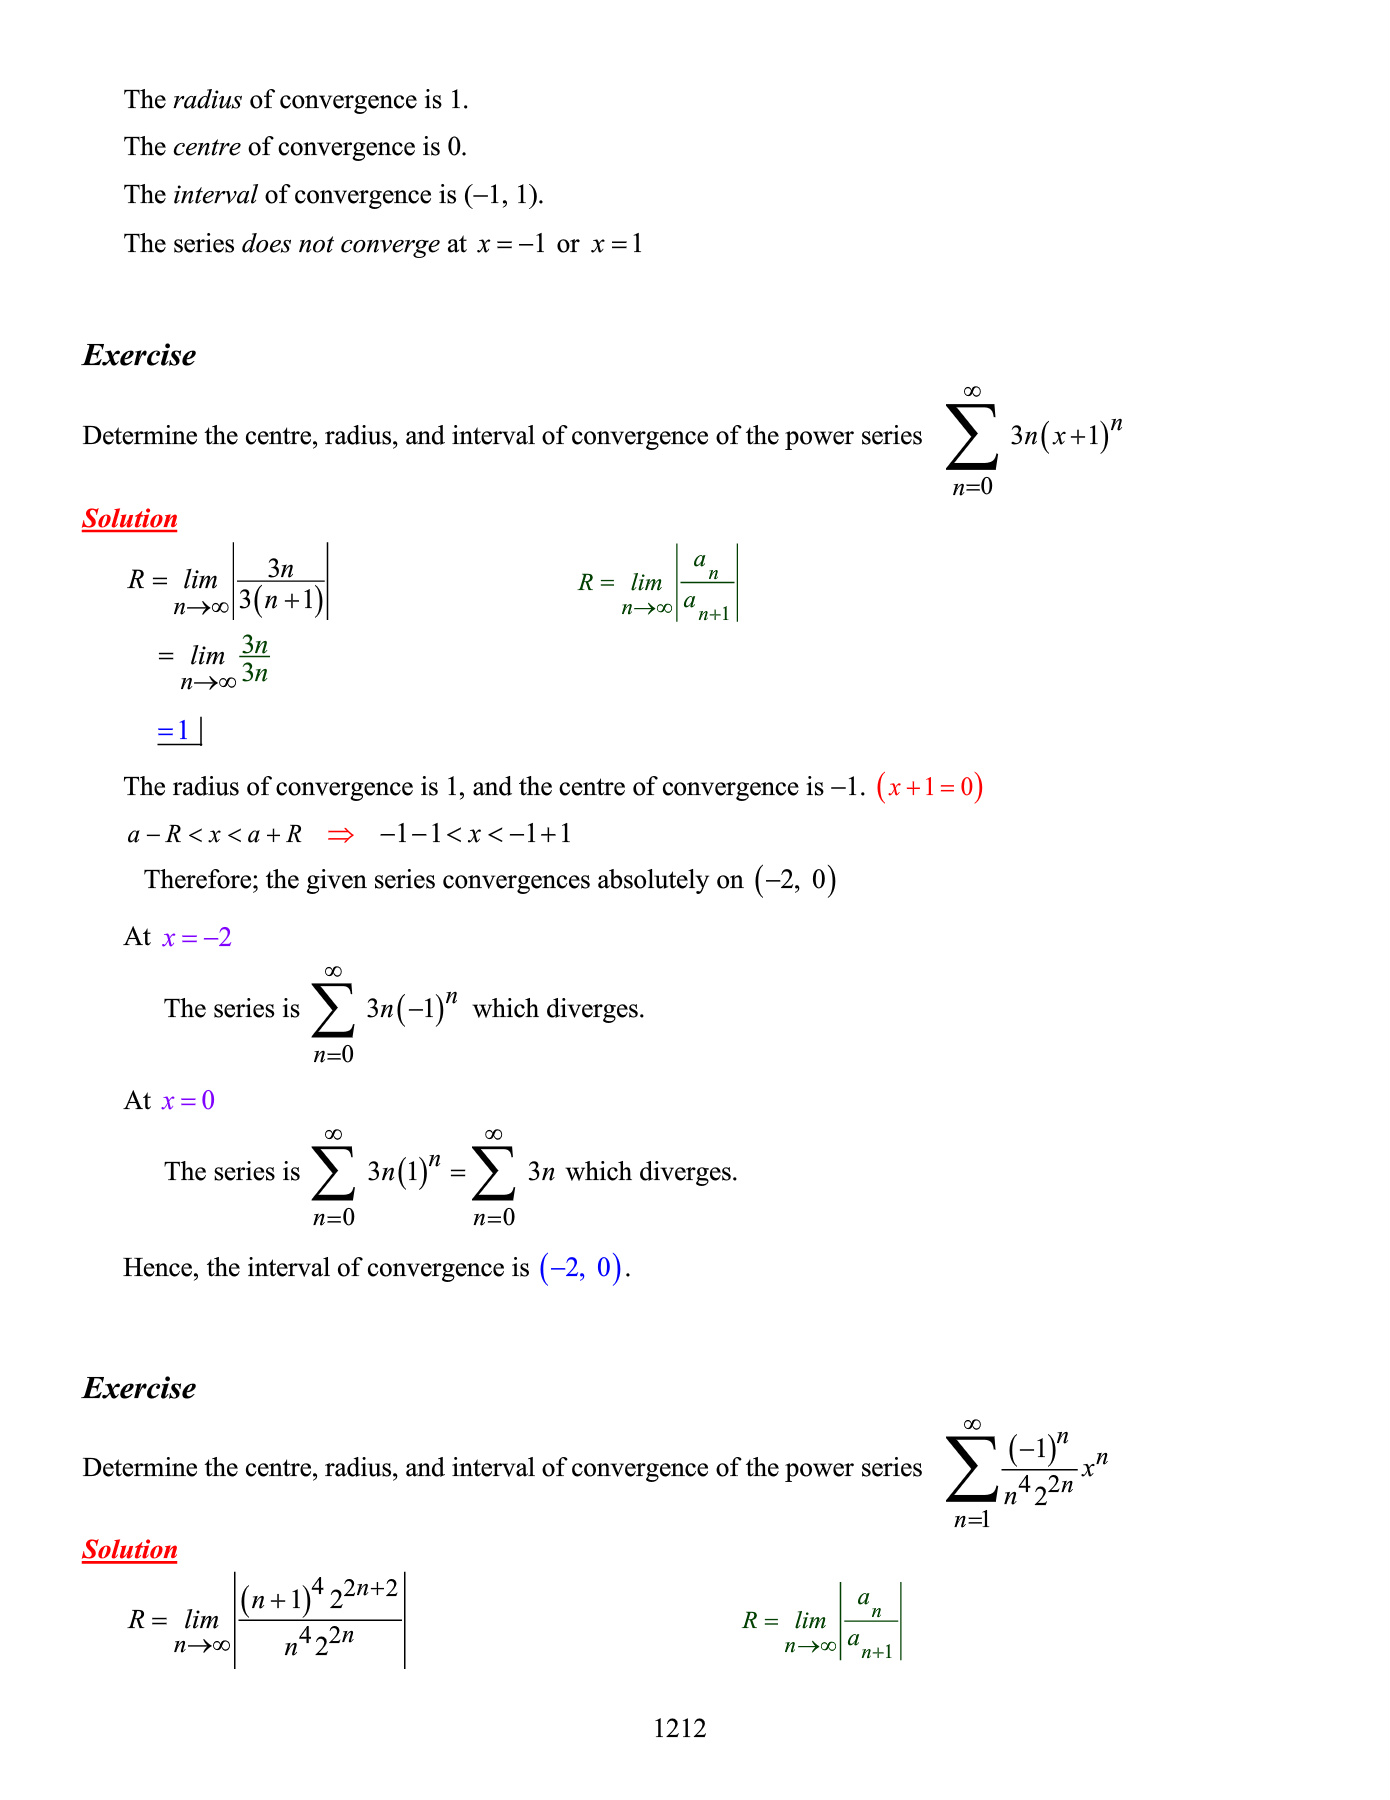 The radius of convergence is 1.
The centre of convergence is 0.
The interval of convergence is (−1, 1).
The series does not converge at x = −1 or x = 1
Exercise
Determine the centre, radius, and interval of convergence of the power series $\sum_{n=0}^{\infty} 3n(x+1)^n$
Solution
$R = \lim_{n\to\infty} \left|\frac{3n}{3(n+1)}\right|$ $R = \lim_{n\to\infty} \left|\frac{a_n}{a_{n+1}}\right|$
$= \lim_{n\to\infty} \frac{3n}{3n}$
= 1 |
The radius of convergence is 1, and the centre of convergence is −1. (x + 1 = 0)
a − R < x < a + R ⇒ −1 − 1 < x < −1 + 1
Therefore; the given series convergences absolutely on (−2, 0)
At x = −2
The series is $\sum_{n=0}^{\infty} 3n(-1)^n$ which diverges.
At x = 0
The series is $\sum_{n=0}^{\infty} 3n(1)^n = \sum_{n=0}^{\infty} 3n$ which diverges.
Hence, the interval of convergence is (−2, 0).
Exercise
Determine the centre, radius, and interval of convergence of the power series $\sum_{n=1}^{\infty} \frac{(-1)^n}{n^4 2^{2n}} x^n$
Solution
$R = \lim_{n\to\infty} \left|\frac{(n+1)^4 2^{2n+2}}{n^4 2^{2n}}\right|$ $R = \lim_{n\to\infty} \left|\frac{a_n}{a_{n+1}}\right|$
1212